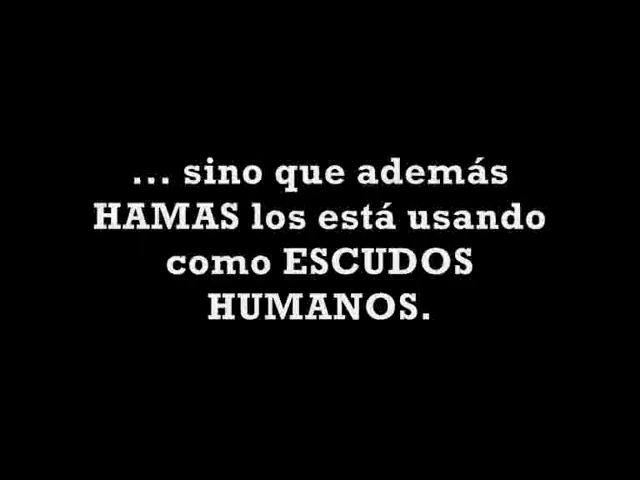 ... sino que además
HAMAS los está usando
como ESCUDOS
HUMANOS.